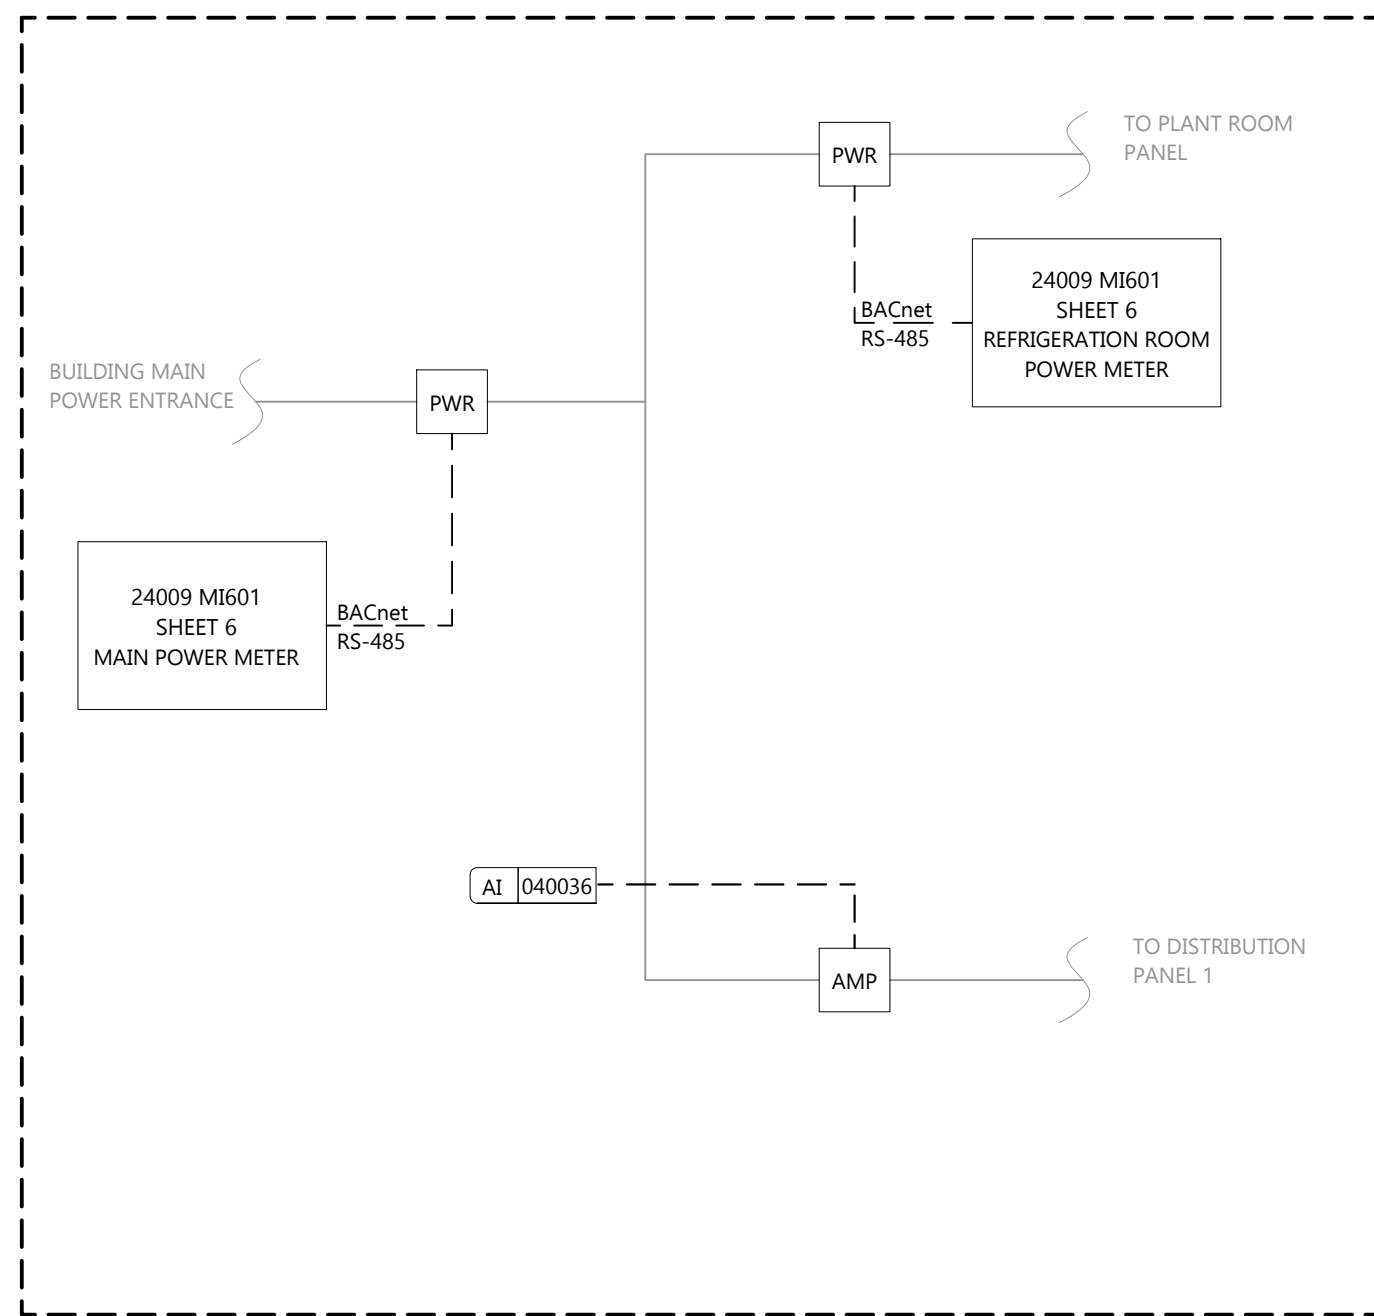 TO PLANT ROOM
PANEL
PWR
24009 MI601
SHEET 6
REFRIGERATION ROOM
POWER METER
BACnet
RS-485
BUILDING MAIN
POWER ENTRANCE
PWR
24009 MI601
SHEET 6
MAIN POWER METER
BACnet
RS-485
AI 040036
TO DISTRIBUTION
PANEL 1
AMP